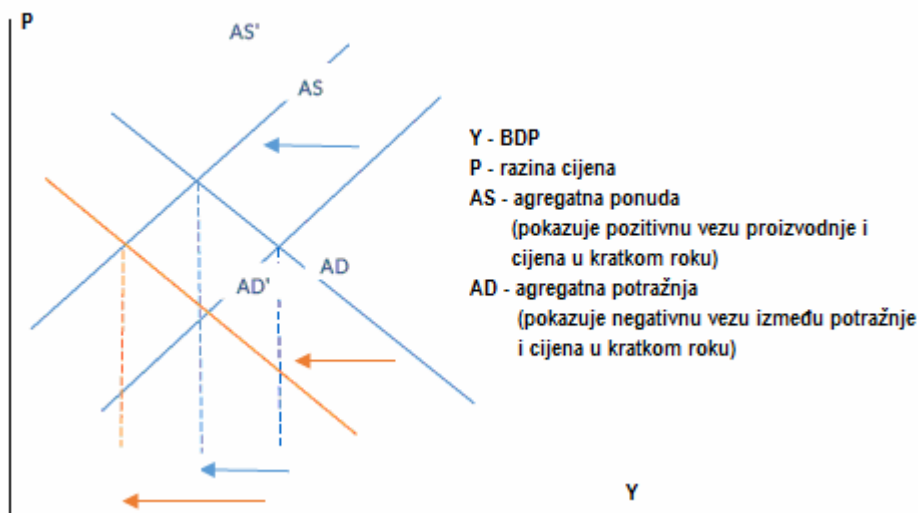 P
AS'
AS
AD
AD'
Y - BDP
P - razina cijena
AS - agregatna ponuda
(pokazuje pozitivnu vezu proizvodnje i
cijena u kratkom roku)
AD - agregatna potražnja
(pokazuje negativnu vezu između potražnje
i cijena u kratkom roku)
Y